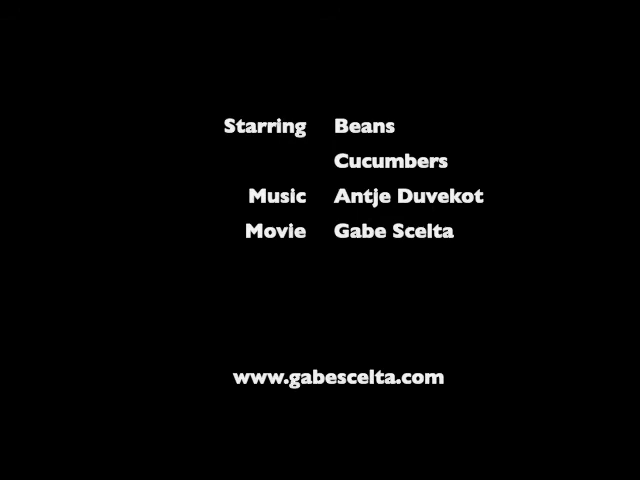 Starring Beans
Cucumbers
Music Antje Duvekot
Movie Gabe Scelta
www.gabescelta.com